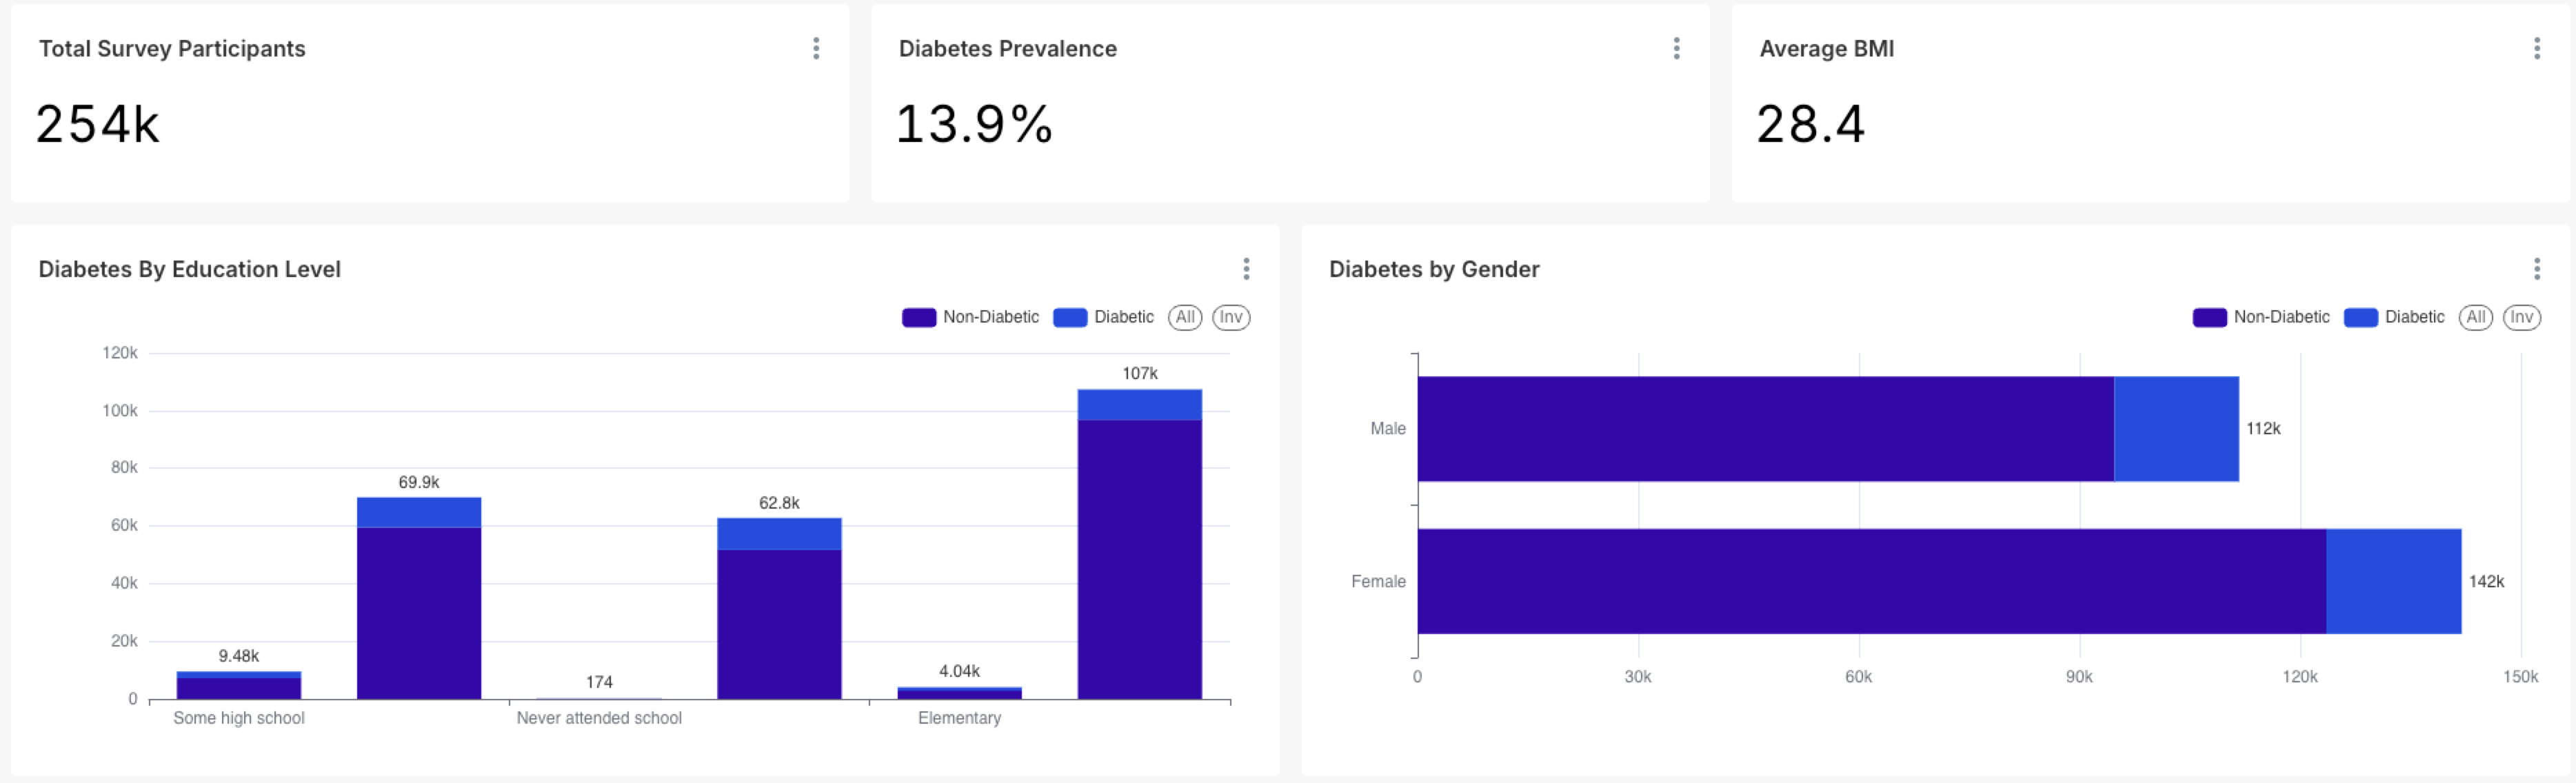 Total Survey Participants
254k
Diabetes Prevalence
13.9%
Average BMI
28.4
Diabetes By Education Level
Non-Diabetic Diabetic All Inv
120k
100k
80k
60k
40k
20k
0
9.48k
69.9k
174
62.8k
4.04k
107k
Some high school Never attended school Elementary
Diabetes by Gender
Non-Diabetic Diabetic All Inv
Male 112k
Female 142k
0 30k 60k 90k 120k 150k